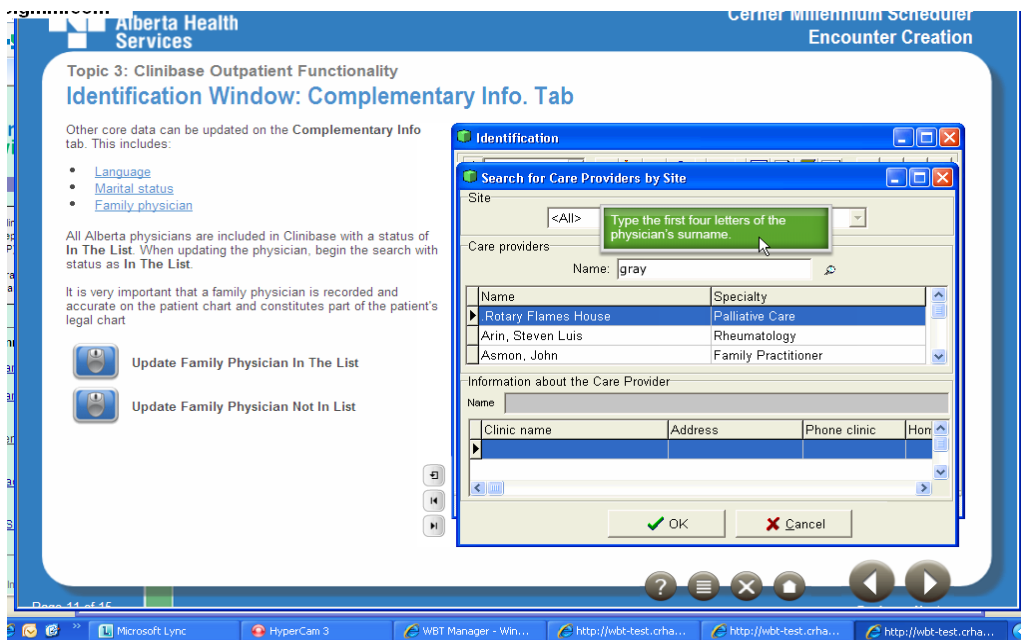 Alberta Health
Services
Cerner Millennium Scheduler
Encounter Creation
Topic 3: Clinibase Outpatient Functionality
Identification Window: Complementary Info. Tab
Other core data can be updated on the Complementary Info
tab. This includes:
Language
Marital status
Family physician
All Alberta physicians are included in Clinibase with a status of
In The List. When updating the physician, begin the search with
status as In The List.
It is very important that a family physician is recorded and
accurate on the patient chart and constitutes part of the patient's
legal chart
Update Family Physician In The List
Update Family Physician Not In List
Identification
Search for Care Providers by Site
Site
<All>
Type the first four letters of the
physician's surname.
Care providers
Name: gray
Name Specialty
.Rotary Flames House Palliative Care
Arin, Steven Luis Rheumatology
Asmon, John Family Practitioner
Information about the Care Provider
Name
Clinic name Address Phone clinic Hom
OK Cancel
Page 11 of 15
Microsoft Lync HyperCam 3 WBT Manager - Win... http://wbt-test.crha... http://wbt-test.crha... http://wbt-test.crha...